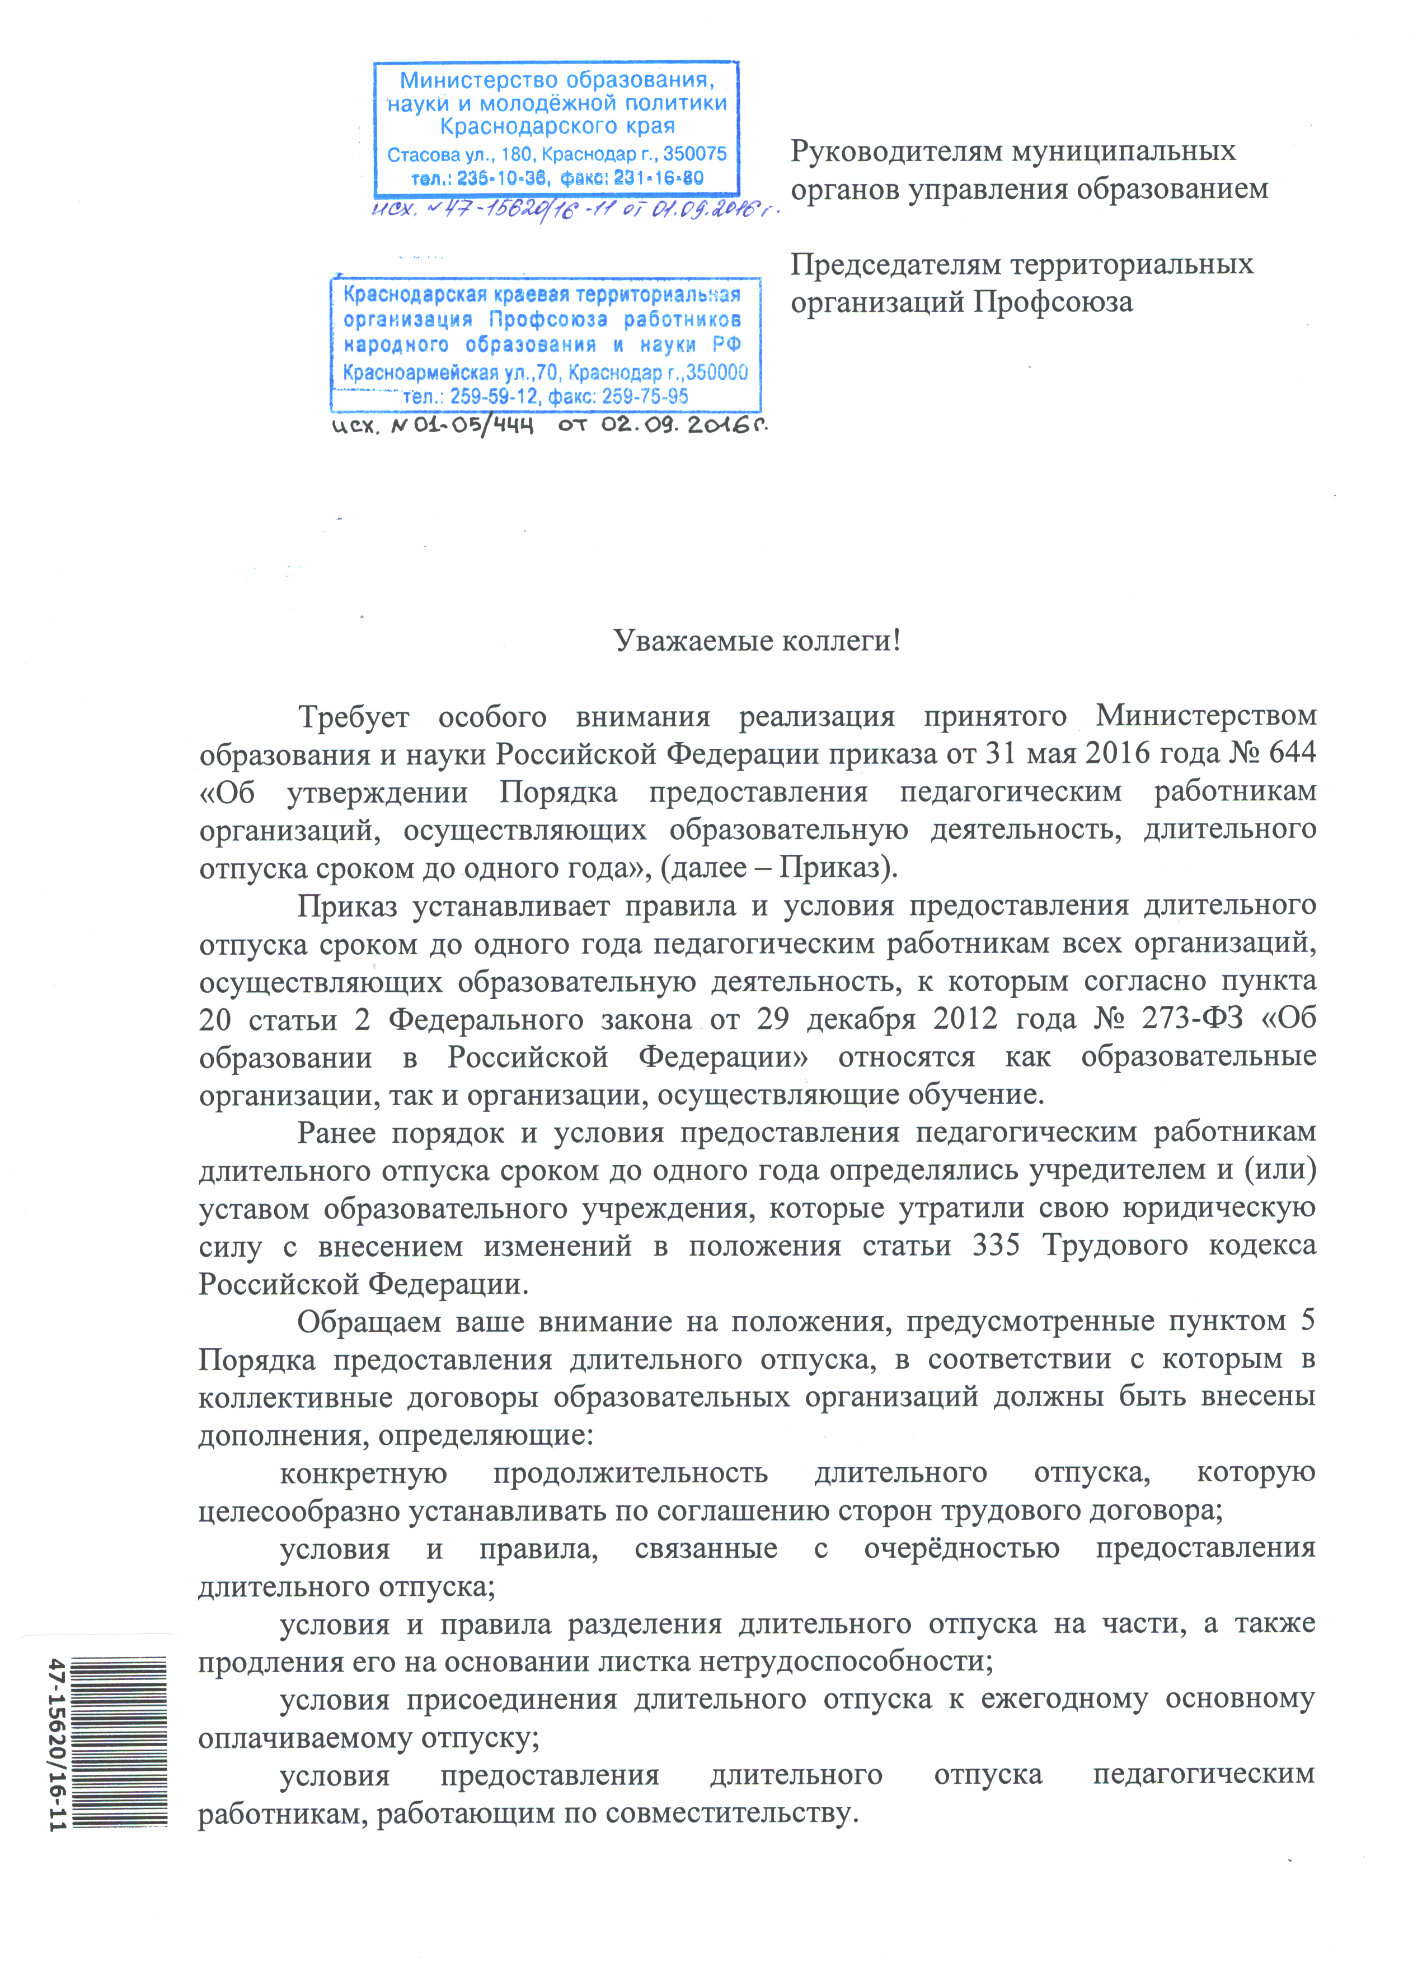 Министерство образования,
науки и молодёжной политики
Краснодарского края
Стасова ул., 180, Краснодар г., 350075
тел.: 235-10-36, факс: 231-16-80
исх. № 47-15620/16-11 от 01.09.2016 г.
Руководителям муниципальных
органов управления образованием
Председателям территориальных
организаций Профсоюза
Краснодарская краевая территориальная
организация Профсоюза работников
народного образования и науки РФ
Красноармейская ул.,70, Краснодар г.,350000
тел.: 259-59-12, факс: 259-75-95
исх. № 01-05/444 от 02.09.2016 г.
Уважаемые коллеги!
Требует особого внимания реализация принятого Министерством
образования и науки Российской Федерации приказа от 31 мая 2016 года № 644
«Об утверждении Порядка предоставления педагогическим работникам
организаций, осуществляющих образовательную деятельность, длительного
отпуска сроком до одного года», (далее – Приказ).
Приказ устанавливает правила и условия предоставления длительного
отпуска сроком до одного года педагогическим работникам всех организаций,
осуществляющих образовательную деятельность, к которым согласно пункта
20 статьи 2 Федерального закона от 29 декабря 2012 года № 273-ФЗ «Об
образовании в Российской Федерации» относятся как образовательные
организации, так и организации, осуществляющие обучение.
Ранее порядок и условия предоставления педагогическим работникам
длительного отпуска сроком до одного года определялись учредителем и (или)
уставом образовательного учреждения, которые утратили свою юридическую
силу с внесением изменений в положения статьи 335 Трудового кодекса
Российской Федерации.
Обращаем ваше внимание на положения, предусмотренные пунктом 5
Порядка предоставления длительного отпуска, в соответствии с которым в
коллективные договоры образовательных организаций должны быть внесены
дополнения, определяющие:
конкретную продолжительность длительного отпуска, которую
целесообразно устанавливать по соглашению сторон трудового договора;
условия и правила, связанные с очерёдностью предоставления
длительного отпуска;
условия и правила разделения длительного отпуска на части, а также
продления его на основании листка нетрудоспособности;
условия присоединения длительного отпуска к ежегодному основному
оплачиваемому отпуску;
условия предоставления длительного отпуска педагогическим
работникам, работающим по совместительству.
47-15620/16-11